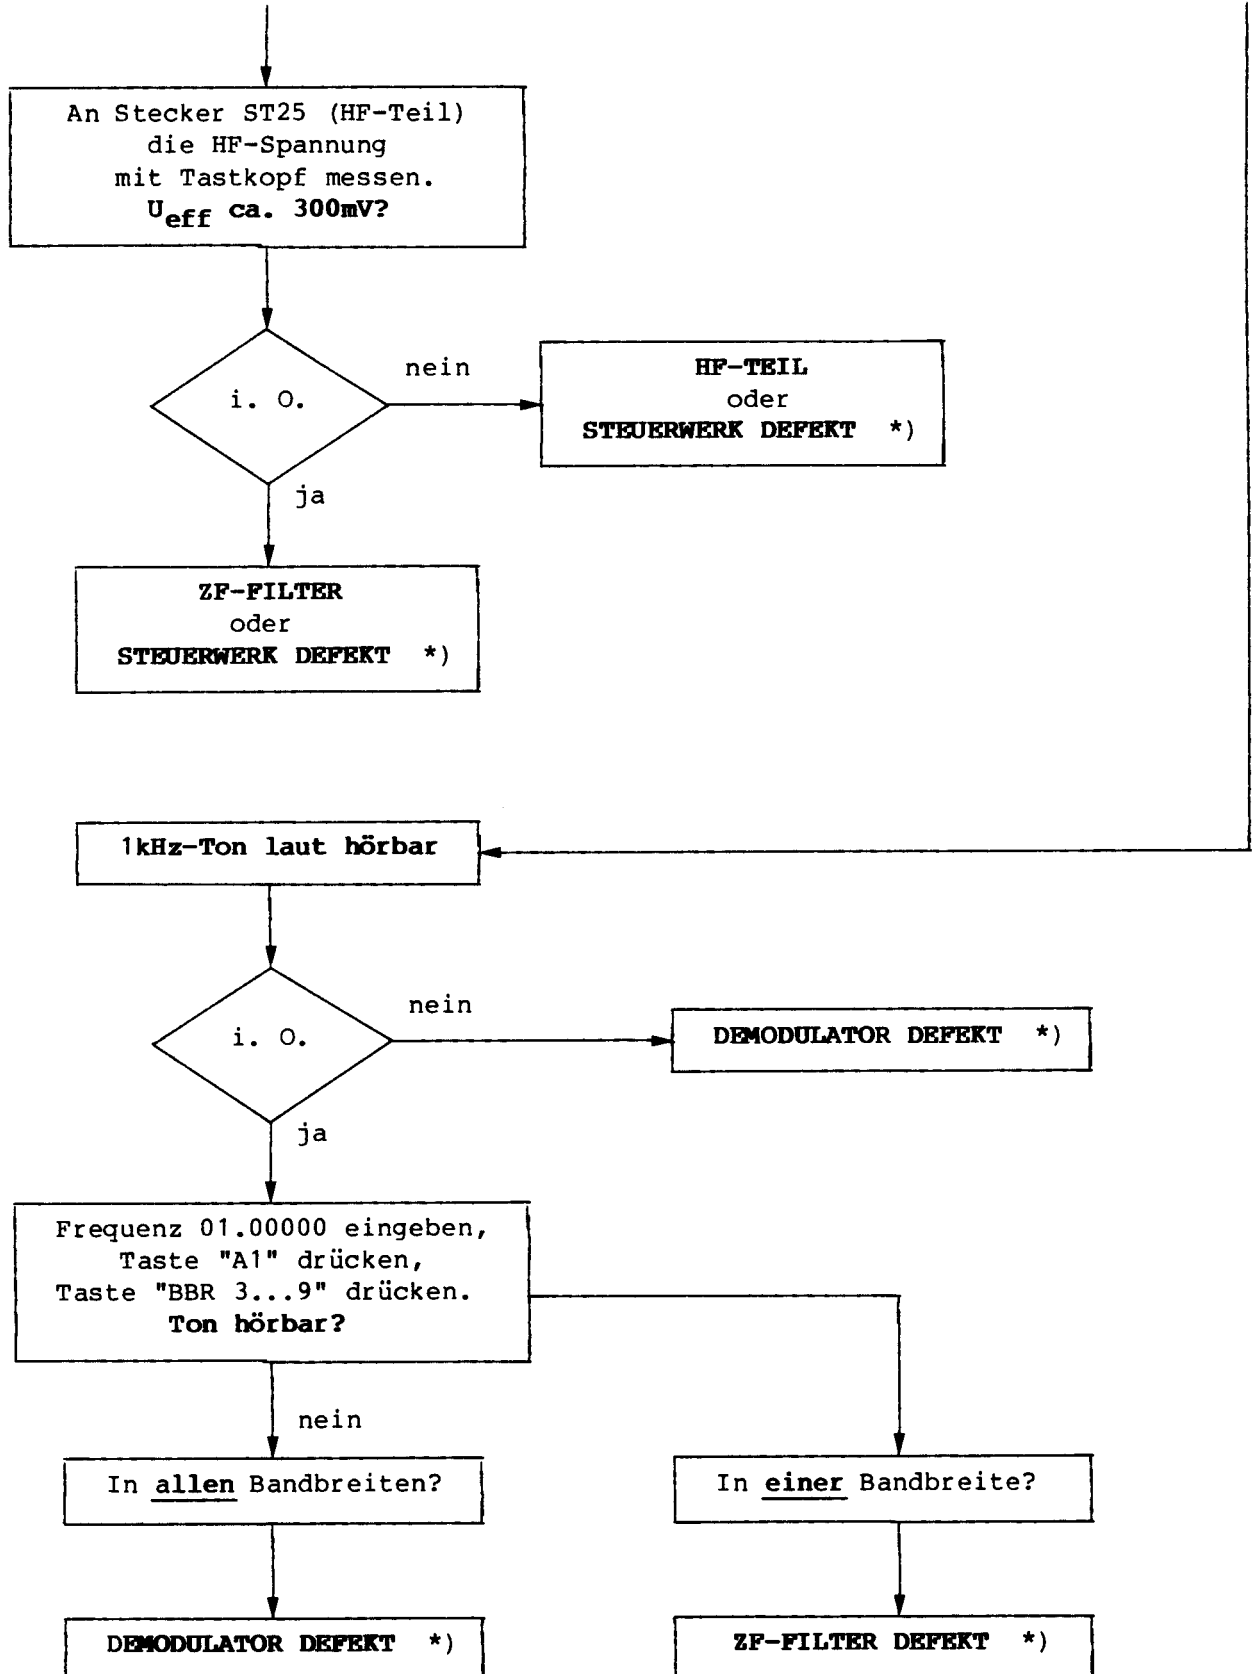 An Stecker ST25 (HF-Teil)
die HF-Spannung
mit Tastkopf messen.
Ueff ca. 300mV?
i. O.
nein
HF-TEIL
oder
STEUERWERK DEFEKT *)
ja
ZF-FILTER
oder
STEUERWERK DEFEKT *)
1kHz-Ton laut hörbar
i. O.
nein
DEMODULATOR DEFEKT *)
ja
Frequenz 01.00000 eingeben,
Taste "A1" drücken,
Taste "BBR 3...9" drücken.
Ton hörbar?
nein
In allen Bandbreiten?
In einer Bandbreite?
DEMODULATOR DEFEKT *)
ZF-FILTER DEFEKT *)